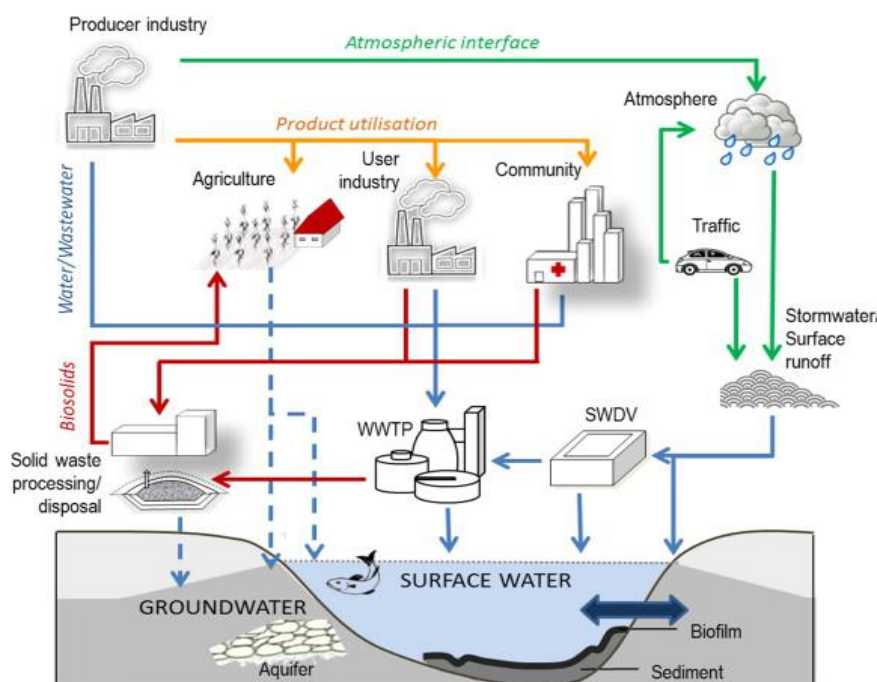 Producer industry
Atmospheric interface
Atmosphere
Product utilisation
Agriculture
User
industry
Community
Water/Wastewater
Traffic
Stormwater/
Surface
runoff
Biosolids
WWTP
SWDV
Solid waste
processing/
disposal
SURFACE WATER
GROUNDWATER
Biofilm
Aquifer
Sediment